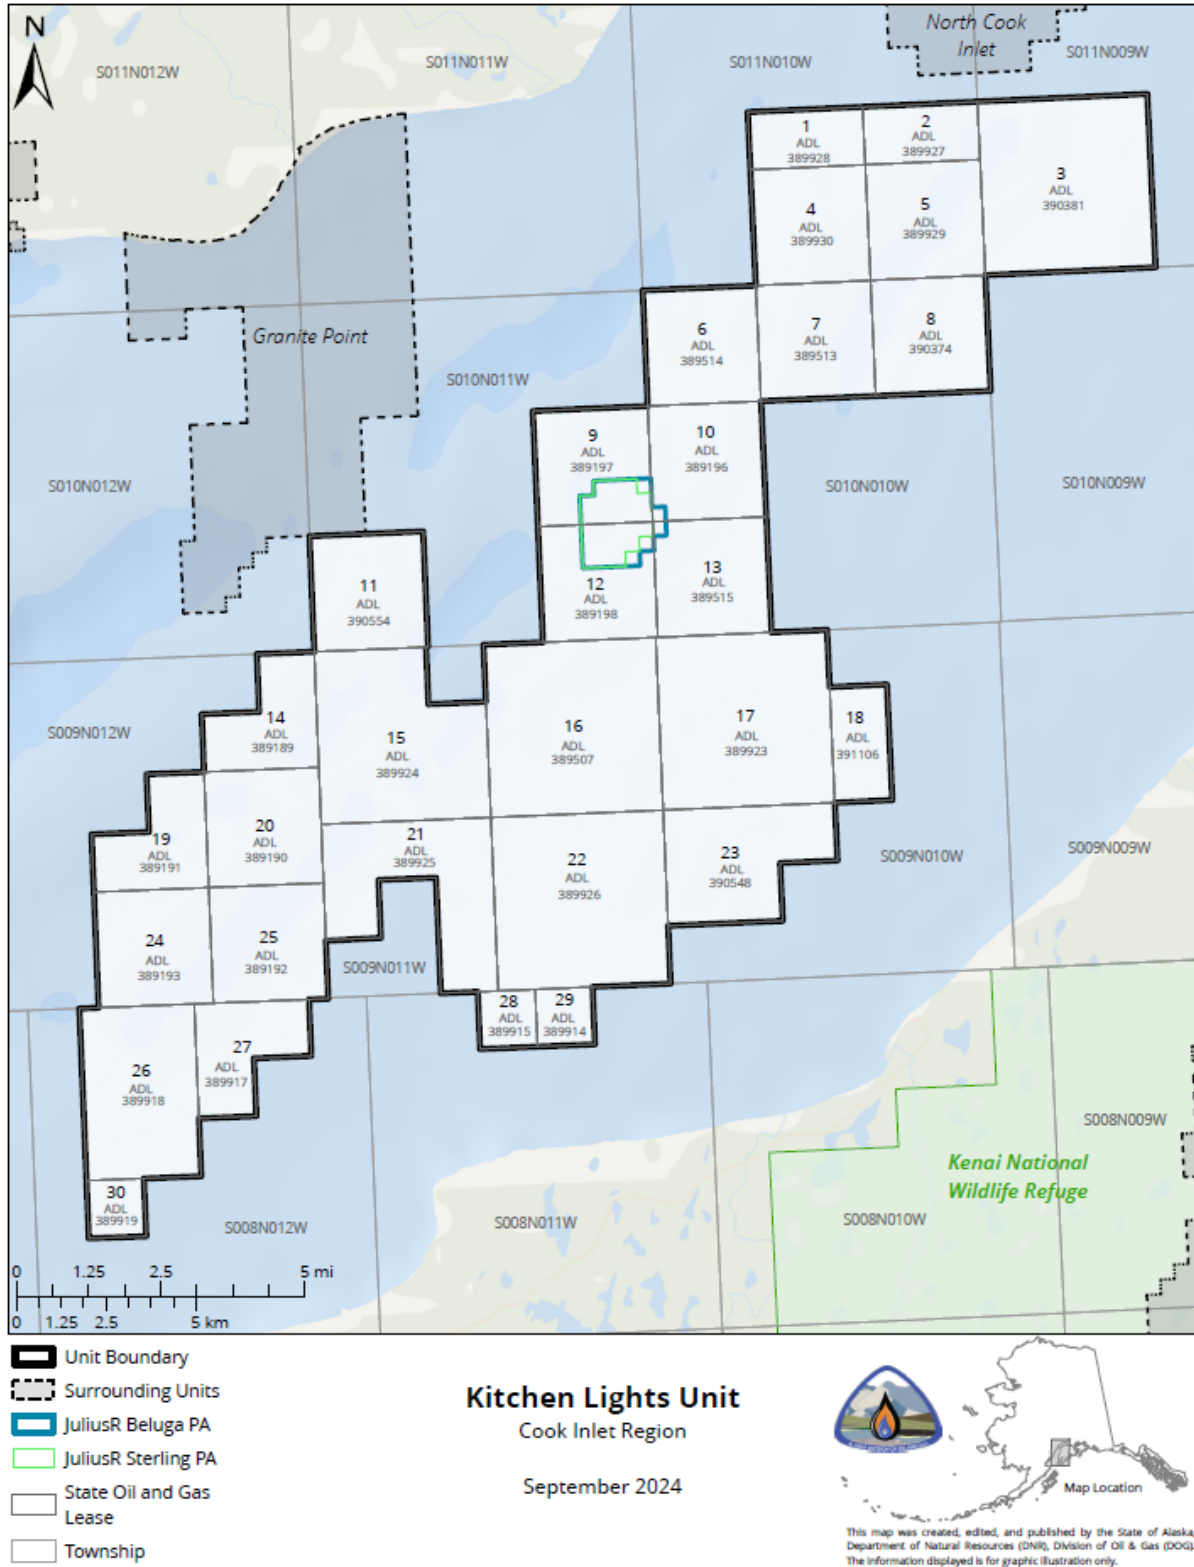 N
S011N012W
S011N011W
S011N010W
North Cook
Inlet
S011N009W
1
ADL
389928
2
ADL
389927
3
ADL
390381
4
ADL
389930
5
ADL
389929
Granite Point
6
ADL
389514
7
ADL
389513
8
ADL
390374
S010N011W
9
ADL
389197
10
ADL
389196
S010N012W
S010N010W
S010N009W
11
ADL
390554
12
ADL
389198
13
ADL
389515
S009N012W
14
ADL
389189
15
ADL
389924
16
ADL
389507
17
ADL
389923
18
ADL
391106
19
ADL
389191
20
ADL
389190
21
ADL
389925
22
ADL
389926
23
ADL
390548
S009N010W
S009N009W
24
ADL
389193
25
ADL
389192
S009N011W
26
ADL
389918
27
ADL
389917
28
ADL
389915
29
ADL
389914
30
ADL
389919
S008N012W
S008N011W
S008N010W
S008N009W
Kenai National
Wildlife Refuge
0 1.25 2.5 5 mi
0 1.25 2.5 5 km
Unit Boundary
Surrounding Units
JuliusR Beluga PA
JuliusR Sterling PA
State Oil and Gas
Lease
Township
Kitchen Lights Unit
Cook Inlet Region
September 2024
Map Location
This map was created, edited, and published by the State of Alaska,
Department of Natural Resources (DNR), Division of Oil & Gas (DOG).
The information displayed is for graphic illustration only.